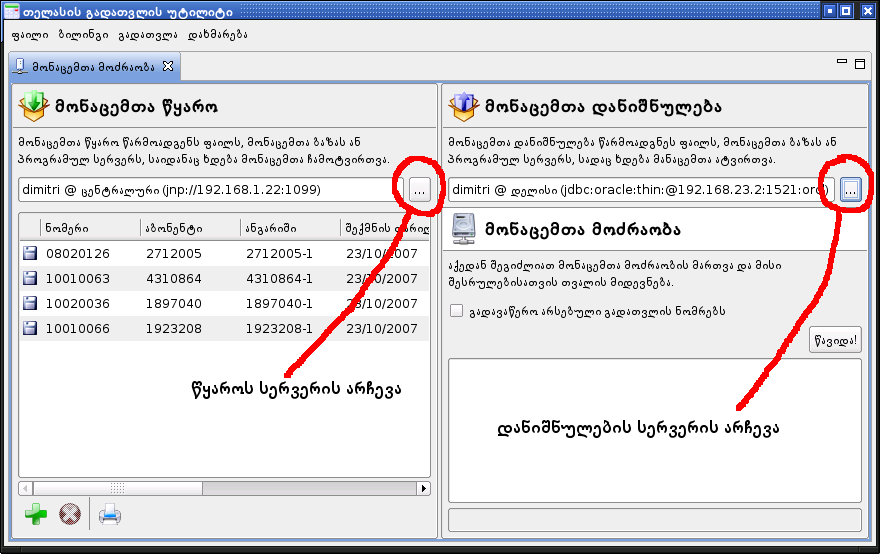 თელასის გადათვლის უტილიტი
ფაილი ბილინგი გადათვლა დახმარება
მონაცემთა მოძრაობა
მონაცემთა წყარო
მონაცემთა წყარო წარმოადგენს ფაილს, მონაცემთა ბაზას ან
პროგრამულ სერვერს, საიდანაც ხდება მონაცემთა ჩამოტვირთვა.
dimitri @ ცენტრალური (jnp://192.168.1.22:1099)
...
ნომერი აბონენტი ანგარიში შექმნის
08020126 2712005 2712005-1 23/10/2007
10010063 4310864 4310864-1 23/10/2007
10020036 1897040 1897040-1 23/10/2007
10010066 1923208 1923208-1 23/10/2007
წყაროს სერვერის არჩევა
მონაცემთა დანიშნულება
მონაცემთა დანიშნულება წარმოადგნეს ფაილს, მონაცემთა ბაზას ან
პროგრამულ სერვერს, სადაც ხდება მანაცემთა ატვირთვა.
dimitri @ დელისი (jdbc:oracle:thin:@192.168.23.2:1521:orcl)
...
მონაცემთა მოძრაობა
აქედან შეგიძლიათ მონაცემთა მოძრაობის მართვა და მისი
შესრულებისათვის თვალის მიდევნება.
გადავაწერო არსებული გადათვლის ნომრებს
წავიდა!
დანიშნულების სერვერის არჩევა